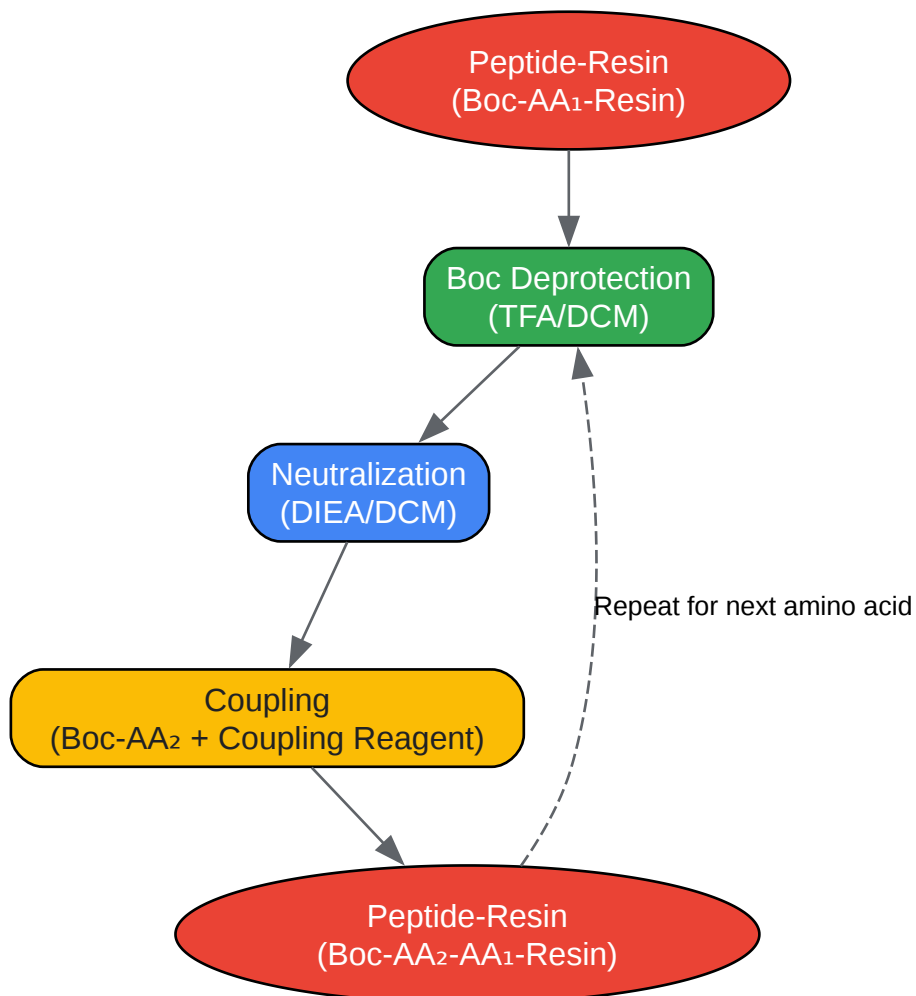 Peptide-Resin
(Boc-AA₁-Resin)
Boc Deprotection
(TFA/DCM)
Neutralization
(DIEA/DCM)
Repeat for next amino acid
Coupling
(Boc-AA₂ + Coupling Reagent)
Peptide-Resin
(Boc-AA₂-AA₁-Resin)